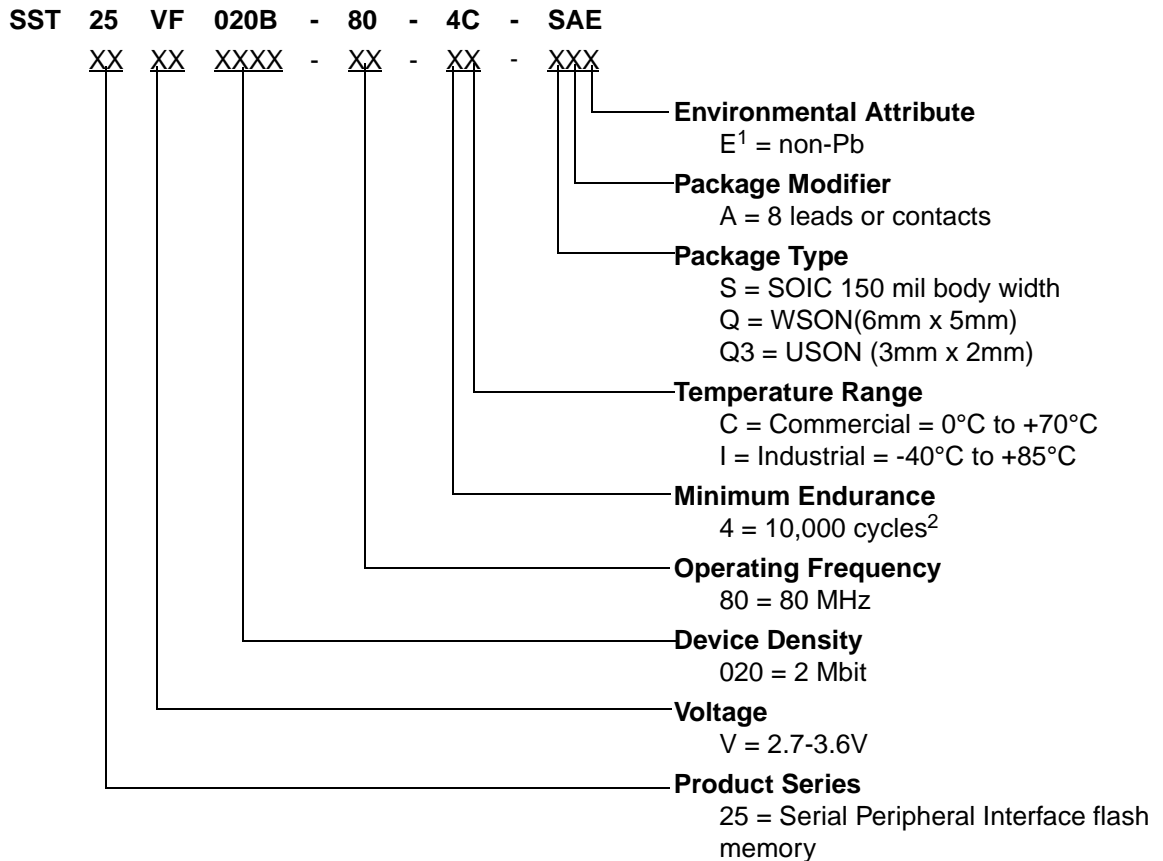 SST 25 VF 020B - 80 - 4C - SAE
XX XX XXXX - XX - XX - XXX
Environmental Attribute
E¹ = non-Pb
Package Modifier
A = 8 leads or contacts
Package Type
S = SOIC 150 mil body width
Q = WSON(6mm x 5mm)
Q3 = USON (3mm x 2mm)
Temperature Range
C = Commercial = 0°C to +70°C
I = Industrial = -40°C to +85°C
Minimum Endurance
4 = 10,000 cycles²
Operating Frequency
80 = 80 MHz
Device Density
020 = 2 Mbit
Voltage
V = 2.7-3.6V
Product Series
25 = Serial Peripheral Interface flash
memory